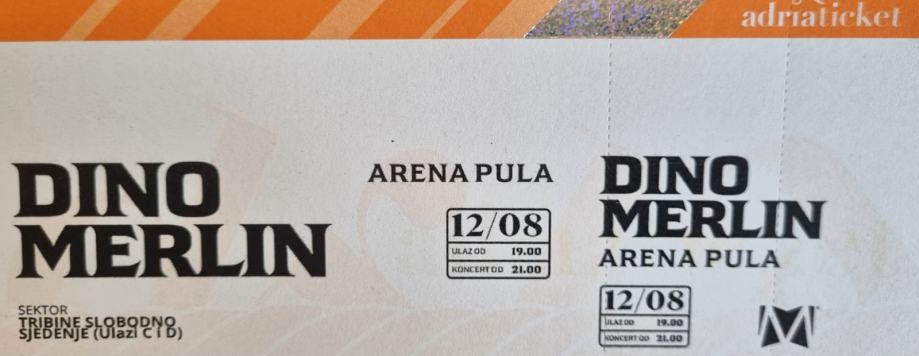 adriaticket
DINO
MERLIN
ARENA PULA
12/08
ULAZ OD 19.00
KONCERT OD 21.00
SEKTOR
TRIBINE SLOBODNO
SJEDENJE (Ulazi C i D)
DINO
MERLIN
ARENA PULA
12/08
ULAZ OD 19.00
KONCERT OD 21.00